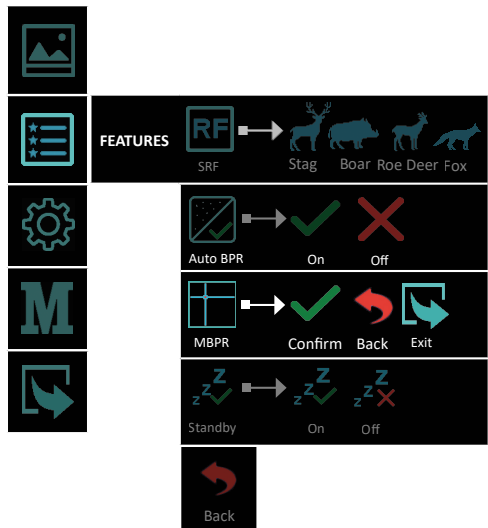 FEATURES
RF
SRF
Stag Boar Roe Deer Fox
Auto BPR On Off
MBPR Confirm Back Exit
M
z z Z z z Z z z Z
Standby On Off
Back